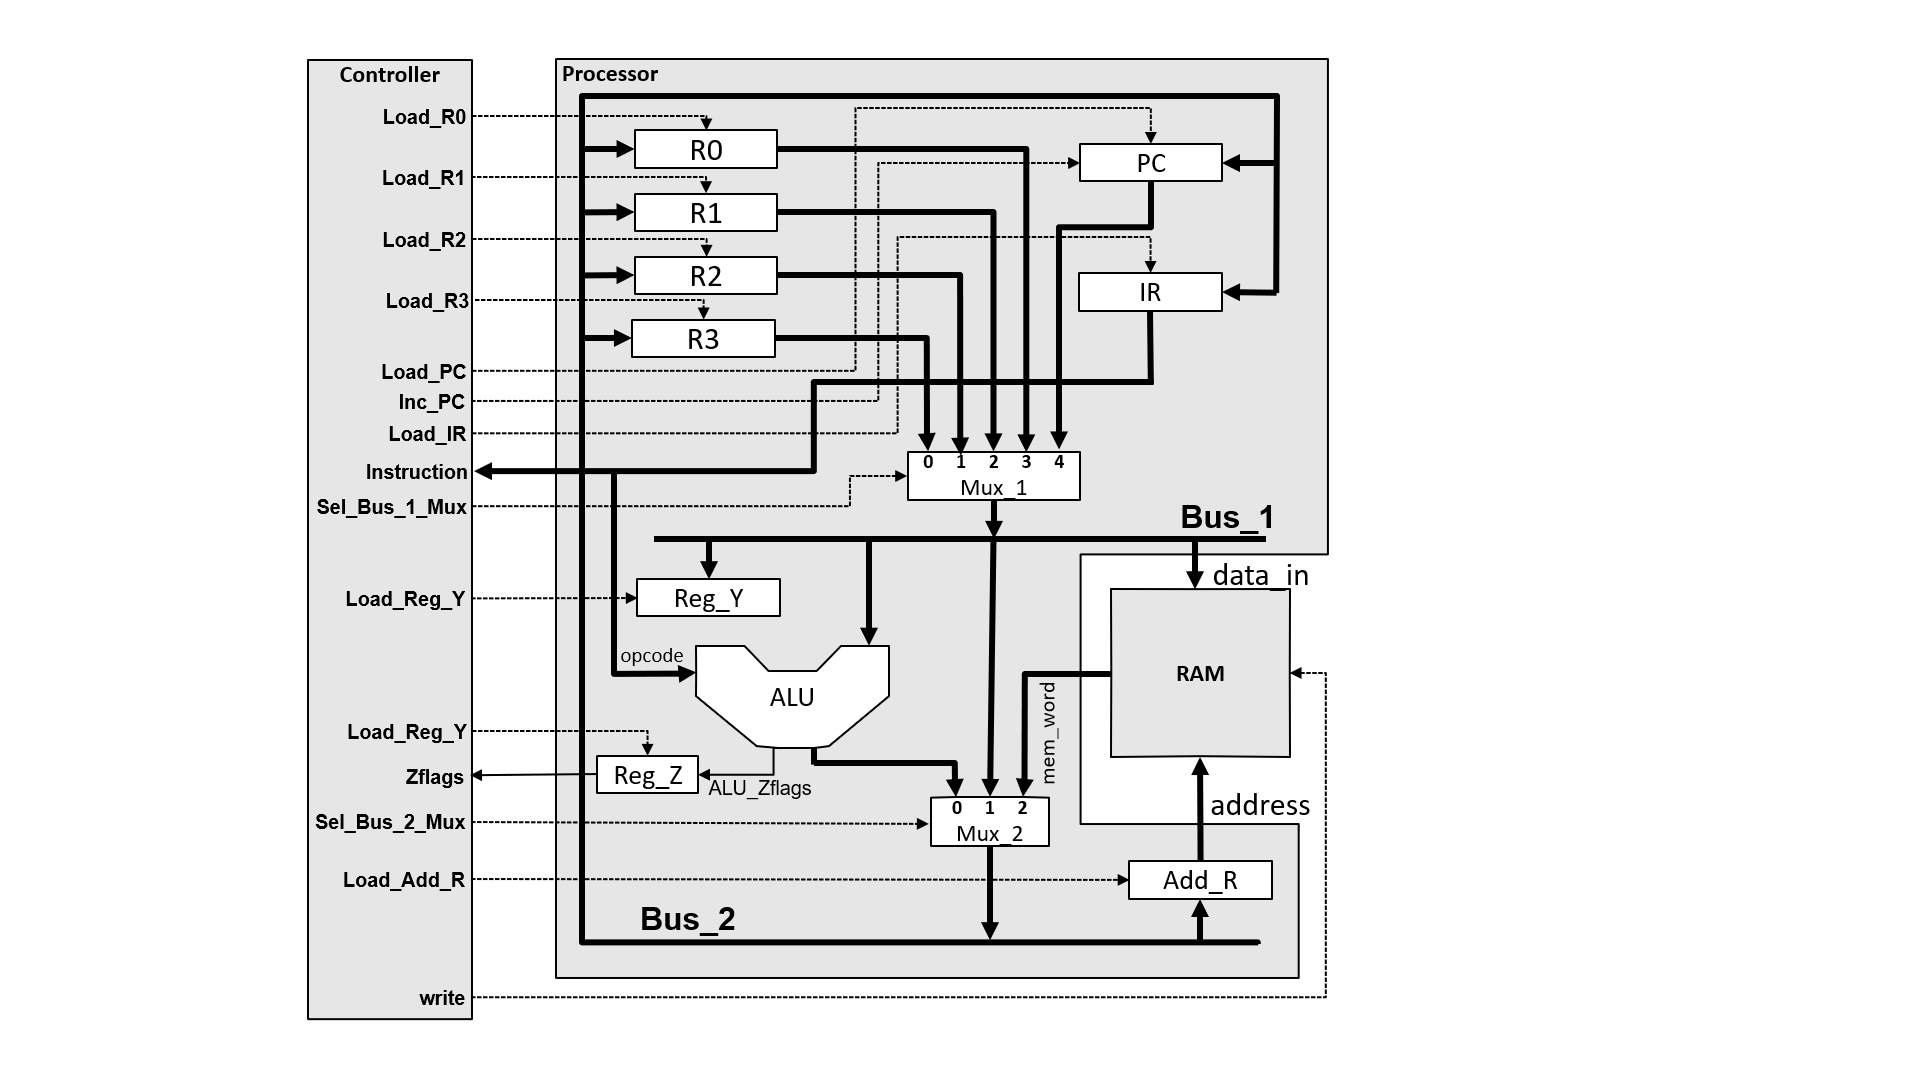 Controller
Load_R0
Load_R1
Load_R2
Load_R3
Load_PC
Inc_PC
Load_IR
Instruction
Sel_Bus_1_Mux
Load_Reg_Y
Load_Reg_Y
Zflags
Sel_Bus_2_Mux
Load_Add_R
write
Processor
R0
R1
R2
R3
PC
IR
0 1 2 3 4
Mux_1
Bus_1
Reg_Y
data_in
opcode
ALU
RAM
mem_word
Reg_Z
ALU_Zflags
0 1 2
Mux_2
address
Add_R
Bus_2